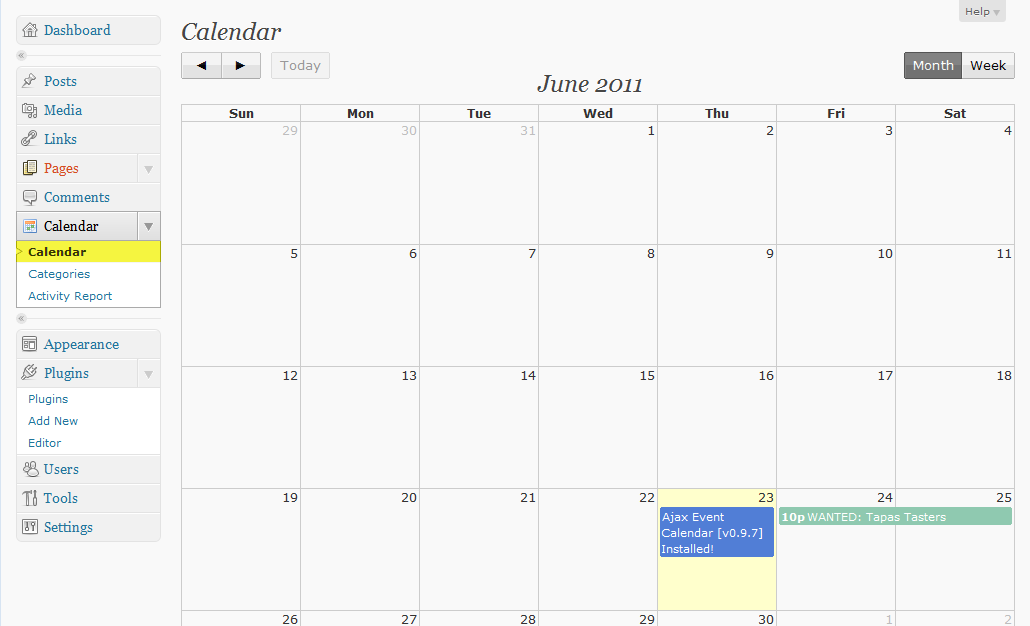 Help
Dashboard
Posts
Media
Links
Pages
Comments
Calendar
Calendar
Categories
Activity Report
Appearance
Plugins
Plugins
Add New
Editor
Users
Tools
Settings
Calendar
Today
June 2011
Month Week
Sun Mon Tue Wed Thu Fri Sat
29 30 31 1 2 3 4
5 6 7 8 9 10 11
12 13 14 15 16 17 18
19 20 21 22 23 24 25
Ajax Event
Calendar [v0.9.7]
Installed!
10p WANTED: Tapas Tasters
26 27 28 29 30 1 2